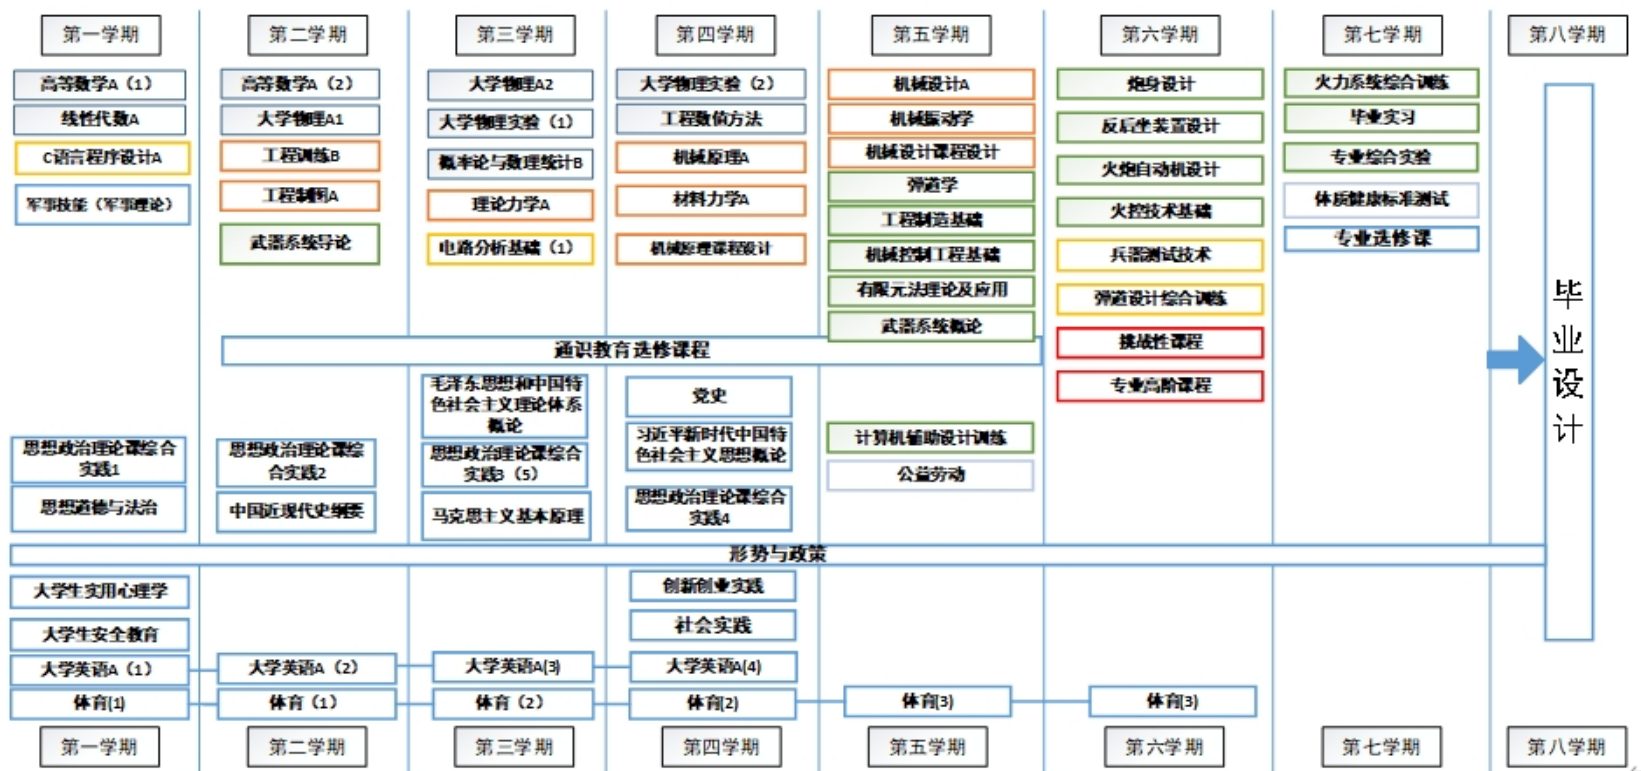 第一学期
第二学期
第三学期
第四学期
第五学期
第六学期
第七学期
第八学期
高等数学A（1）
线性代数A
C语言程序设计A
军事技能（军事理论）
高等数学A（2）
大学物理A1
工程训练B
工程制图A
武器系统导论
大学物理A2
大学物理实验（1）
概率论与数理统计B
理论力学A
电路分析基础（1）
大学物理实验（2）
工程数值方法
机械原理A
材料力学A
机械原理课程设计
机械设计A
机械振动学
机械设计课程设计
弹道学
工程制造基础
机械控制工程基础
有限元法理论及应用
武器系统概论
炮身设计
反后坐装置设计
火炮自动机设计
火控技术基础
兵器测试技术
弹道设计综合训练
挑战性课程
专业高阶课程
火力系统综合训练
毕业实习
专业综合实验
体质健康标准测试
专业选修课
毕
业
设
计
通识教育选修课程
思想政治理论课综合
实践1
思想道德与法治
思想政治理论课综
合实践2
中国近现代史纲要
毛泽东思想和中国特
色社会主义理论体系
概论
思想政治理论课综合
实践3（5）
马克思主义基本原理
党史
习近平新时代中国特
色社会主义思想概论
思想政治理论课综合
实践4
计算机辅助设计训练
公益劳动
形势与政策
大学生实用心理学
大学生安全教育
创新创业实践
社会实践
大学英语A（1）
大学英语A（2）
大学英语A(3)
大学英语A(4)
体育(1)
体育（1）
体育（2）
体育(2)
体育(3)
体育(3)
第一学期
第二学期
第三学期
第四学期
第五学期
第六学期
第七学期
第八学期